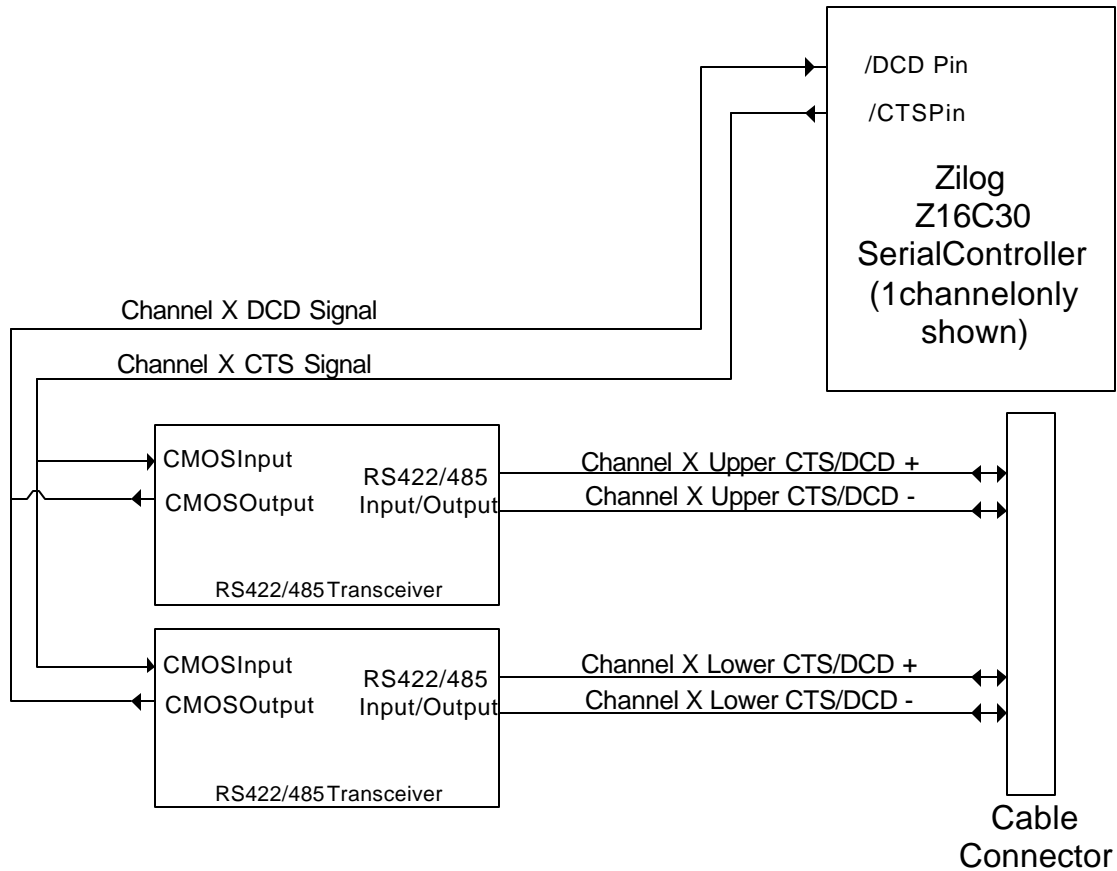 /DCD Pin
/CTSPin
Zilog
Z16C30
SerialController
(1channelonly
shown)
Channel X DCD Signal
Channel X CTS Signal
CMOSInput
CMOSOutput
RS422/485
Input/Output
RS422/485Transceiver
Channel X Upper CTS/DCD +
Channel X Upper CTS/DCD -
CMOSInput
CMOSOutput
RS422/485
Input/Output
RS422/485Transceiver
Channel X Lower CTS/DCD +
Channel X Lower CTS/DCD -
Cable
Connector